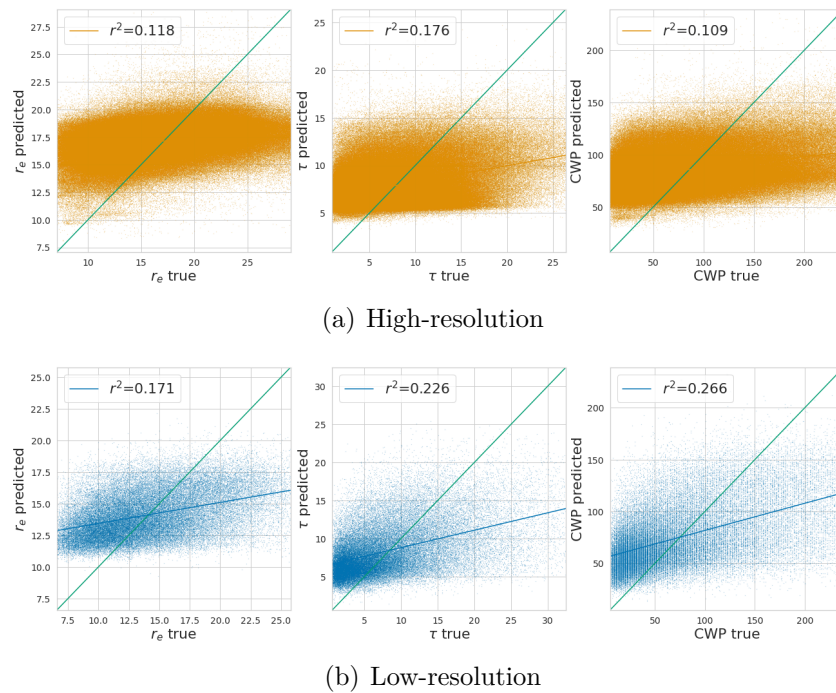 r²=0.118
r²=0.176
r²=0.109
27.5
25.0
22.5
20.0
17.5
15.0
12.5
10.0
7.5
r_e predicted
10 15 20 25
r_e true
25
20
15
10
5
τ predicted
5 10 15 20 25
τ true
200
150
100
50
CWP predicted
50 100 150 200
CWP true
(a) High-resolution
r²=0.171
r²=0.226
r²=0.266
25.0
22.5
20.0
17.5
15.0
12.5
10.0
7.5
r_e predicted
7.5 10.0 12.5 15.0 17.5 20.0 22.5 25.0
r_e true
30
25
20
15
10
5
τ predicted
5 10 15 20 25 30
τ true
200
150
100
50
CWP predicted
50 100 150 200
CWP true
(b) Low-resolution